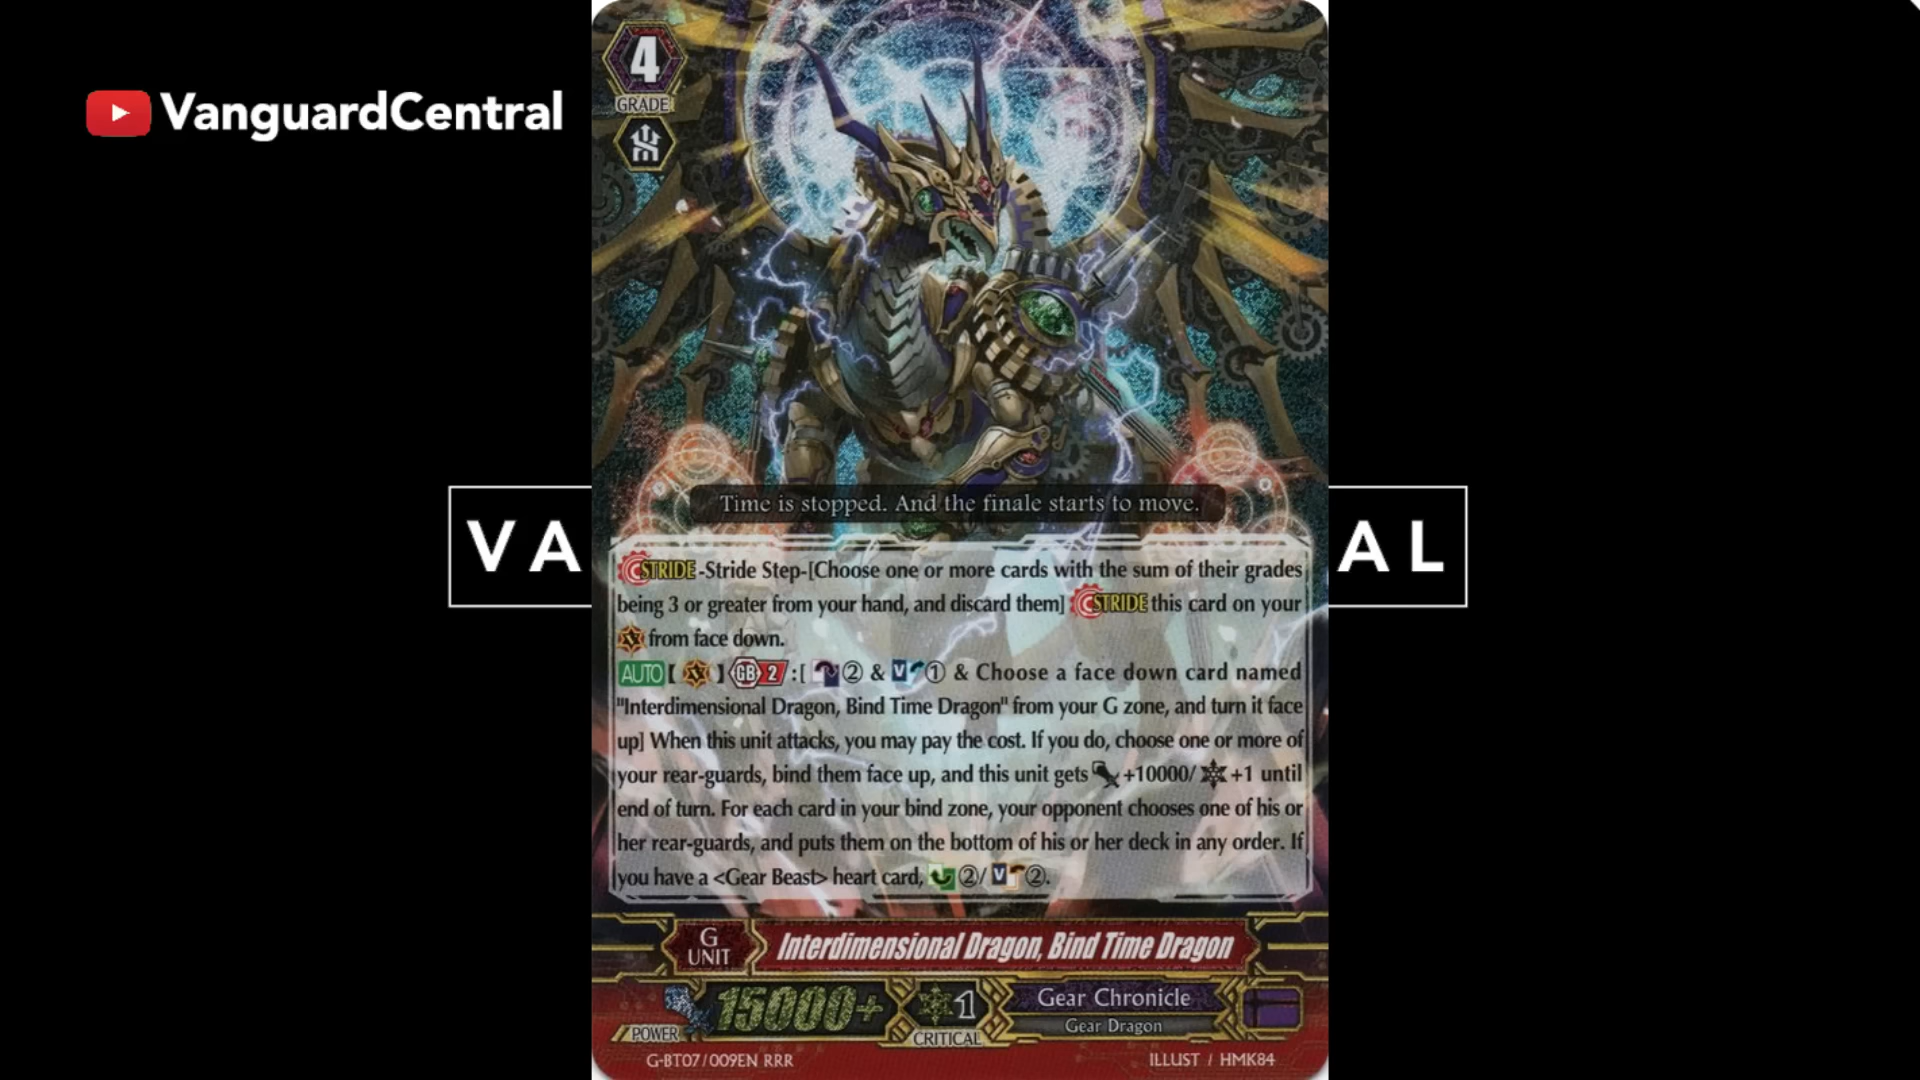 4
GRADE
VanguardCentral
Time is stopped. And the finale starts to move.
VA
AL
STRIDE -Stride Step-[Choose one or more cards with the sum of their grades
being 3 or greater from your hand, and discard them] STRIDE this card on your
V from face down.
AUTO【V】GB 2:[② & V① & Choose a face down card named
"Interdimensional Dragon, Bind Time Dragon" from your G zone, and turn it face
up] When this unit attacks, you may pay the cost. If you do, choose one or more of
your rear-guards, bind them face up, and this unit gets +10000/ +1 until
end of turn. For each card in your bind zone, your opponent chooses one of his or
her rear-guards, and puts them on the bottom of his or her deck in any order. If
you have a <Gear Beast> heart card, ②/ V②.
G
UNIT
Interdimensional Dragon, Bind Time Dragon
15000+
POWER
1
CRITICAL
Gear Chronicle
Gear Dragon
G-BT07/009EN RRR
ILLUST / HMK84